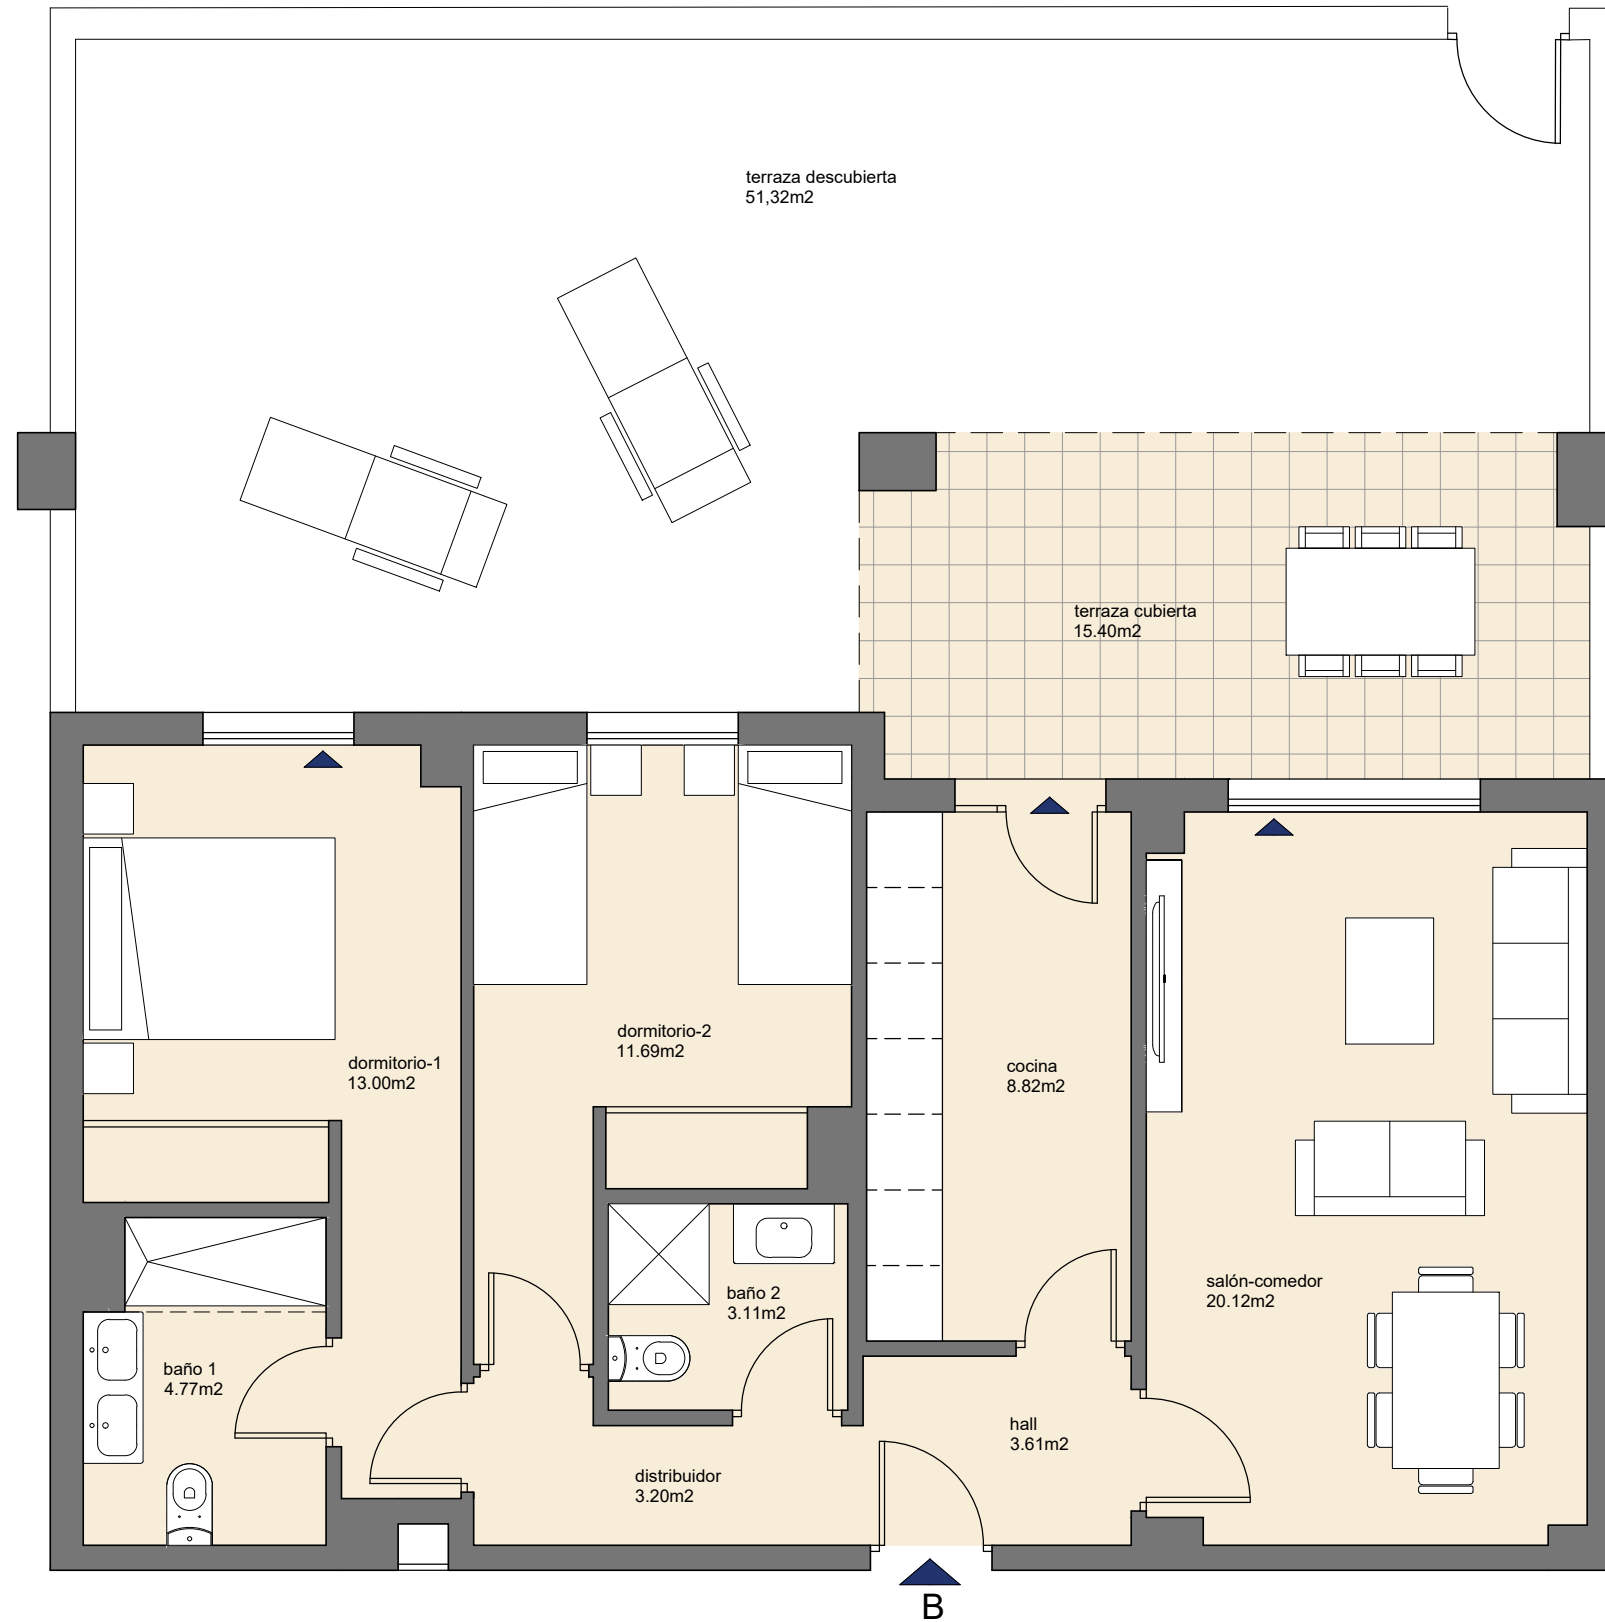 terraza descubierta
51,32m2
terraza cubierta
15.40m2
dormitorio-2
11.69m2
dormitorio-1
13.00m2
cocina
8.82m2
salón-comedor
20.12m2
baño 2
3.11m2
baño 1
4.77m2
hall
3.61m2
distribuidor
3.20m2
B